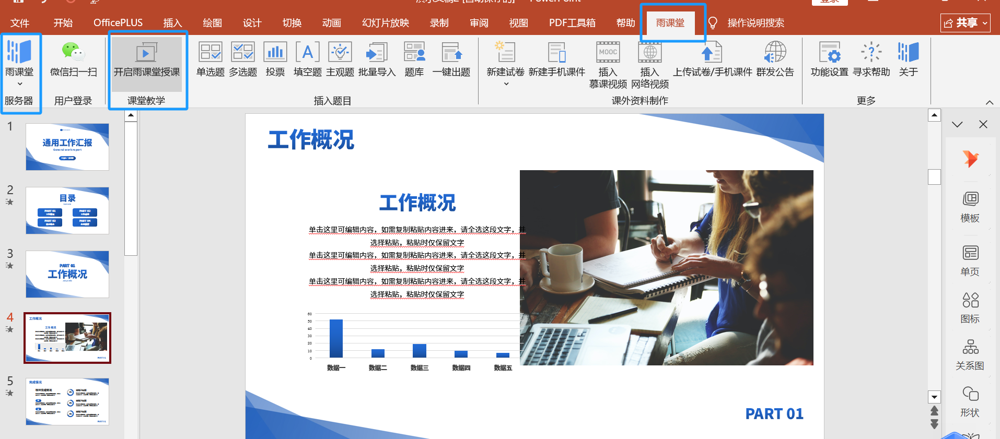 文件 开始 OfficePLUS 插入 绘图 设计 切换 动画 幻灯片放映 录制 审阅 视图 PDF工具箱 帮助 雨课堂 操作说明搜索 共享
雨课堂 微信扫一扫 开启雨课堂授课 单选题 多选题 投票 填空题 主观题 批量导入 题库 一键出题 新建试卷 新建手机课件 插入 慕课视频 插入 网络视频 上传试卷/手机课件 群发公告 功能设置 寻求帮助 关于
MOOC
服务器 用户登录 课堂教学 插入题目 课外资料制作 更多
1
通用工作汇报
General work report
2
目录
PART 01
工作概况
PART 02
PART 03
PART 04
3
PART 01
工作概况
4
工作概况
工作概况
PART 01
5
完成情况
项目完成情况
PART 01
工作概况
工作概况
单击这里可编辑内容，如需复制粘贴内容进来，请全选这段文字，并
选择粘贴，粘贴时仅保留文字
单击这里可编辑内容，如需复制粘贴内容进来，请全选这段文字，并
选择粘贴，粘贴时仅保留文字
单击这里可编辑内容，如需复制粘贴内容进来，请全选这段文字，并
选择粘贴，粘贴时仅保留文字
60
50
40
30
20
10
0
数据一 数据二 数据三 数据四 数据五
PART 01
模板
单页
图标
关系图
形状